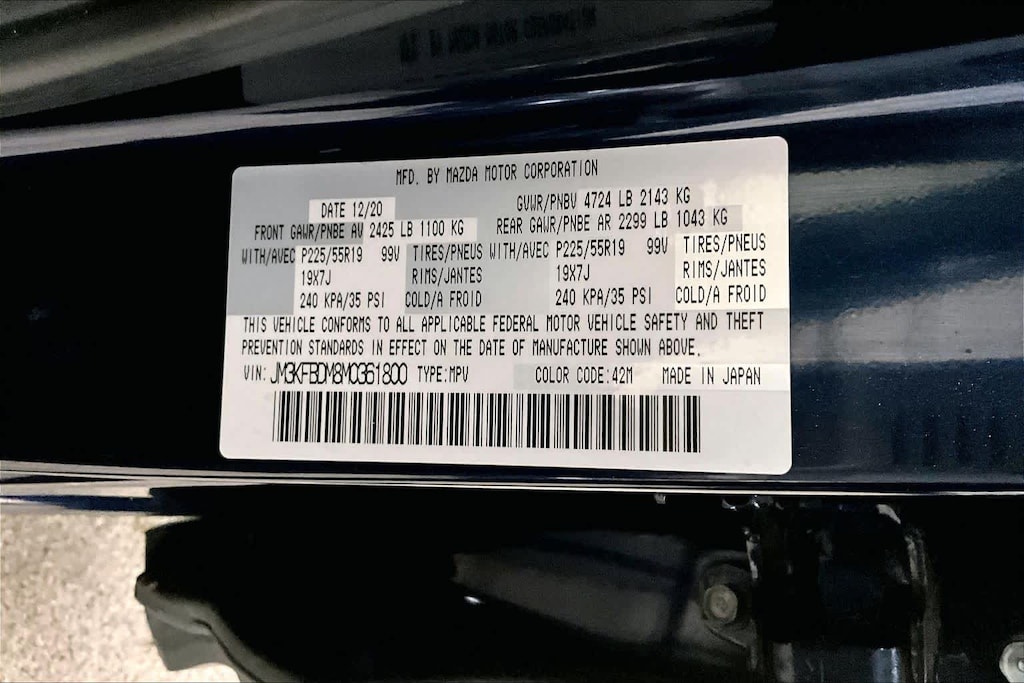 MFD. BY MAZDA MOTOR CORPORATION
DATE 12/20 GVWR/PNBV 4724 LB 2143 KG
FRONT GAWR/PNBE AV 2425 LB 1100 KG REAR GAWR/PNBE AR 2299 LB 1043 KG
WITH/AVEC P225/55R19 99V TIRES/PNEUS WITH/AVEC P225/55R19 99V TIRES/PNEUS
19X7J RIMS/JANTES 19X7J RIMS/JANTES
240 KPA/35 PSI COLD/A FROID 240 KPA/35 PSI COLD/A FROID
THIS VEHICLE CONFORMS TO ALL APPLICABLE FEDERAL MOTOR VEHICLE SAFETY AND THEFT
PREVENTION STANDARDS IN EFFECT ON THE DATE OF MANUFACTURE SHOWN ABOVE.
VIN: JM3KFBDM8M0361800 TYPE:MPV COLOR CODE:42M MADE IN JAPAN